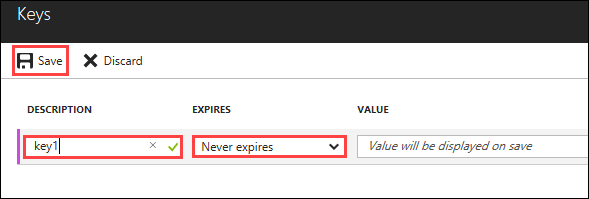 Keys
Save Discard
DESCRIPTION EXPIRES VALUE
key1 Never expires Value will be displayed on save